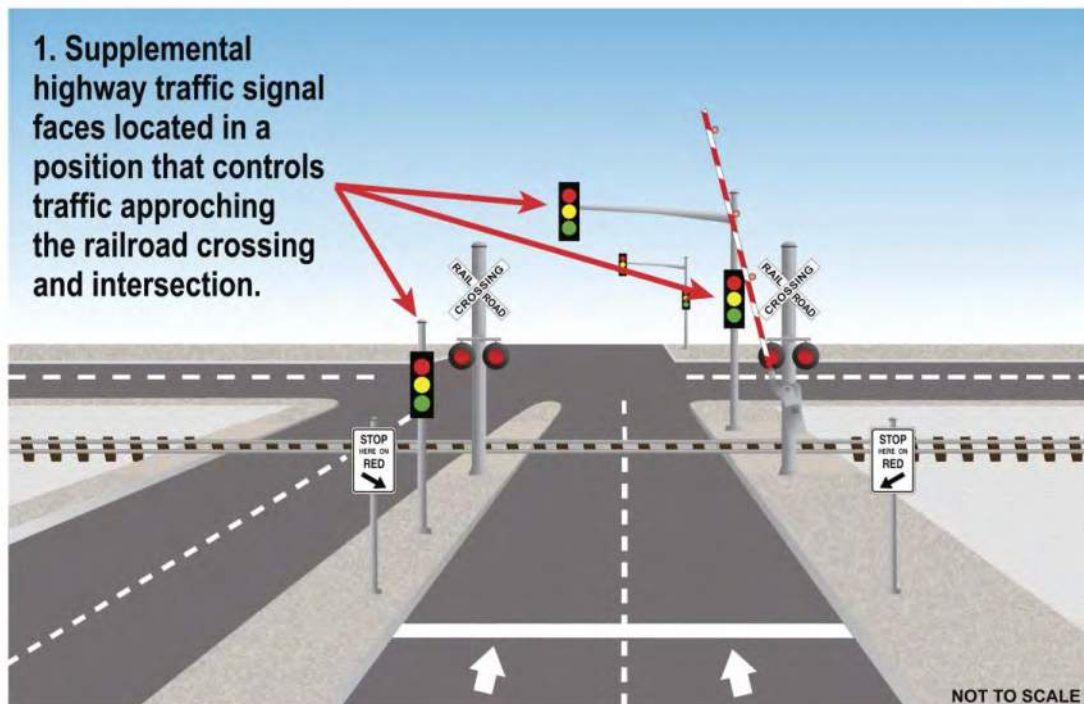 1. Supplemental
highway traffic signal
faces located in a
position that controls
traffic approching
the railroad crossing
and intersection.
RAIL ROAD
CROSSING
RAIL ROAD
CROSSING
STOP
HERE ON
RED
STOP
HERE ON
RED
NOT TO SCALE